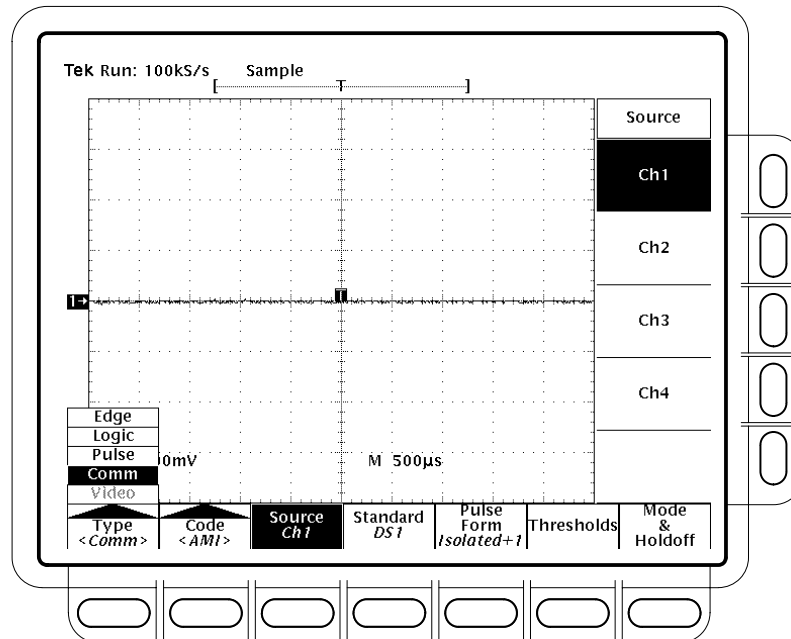 Tek Run: 100kS/s Sample
[ T ]
Source
Ch1
Ch2
Ch3
Ch4
T
1→
Edge
Logic
Pulse
Comm
Video
0mV M 500µs
Type
<Comm>
Code
<AMI>
Source
Ch1
Standard
DS1
Pulse
Form
Isolated+1
Thresholds
Mode
&
Holdoff